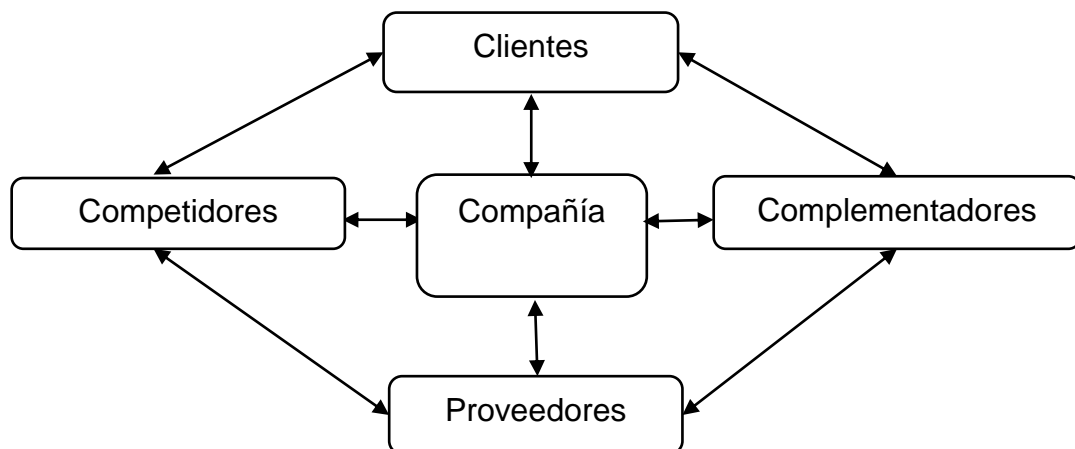 Clientes
Competidores
Compañía
Complementadores
Proveedores